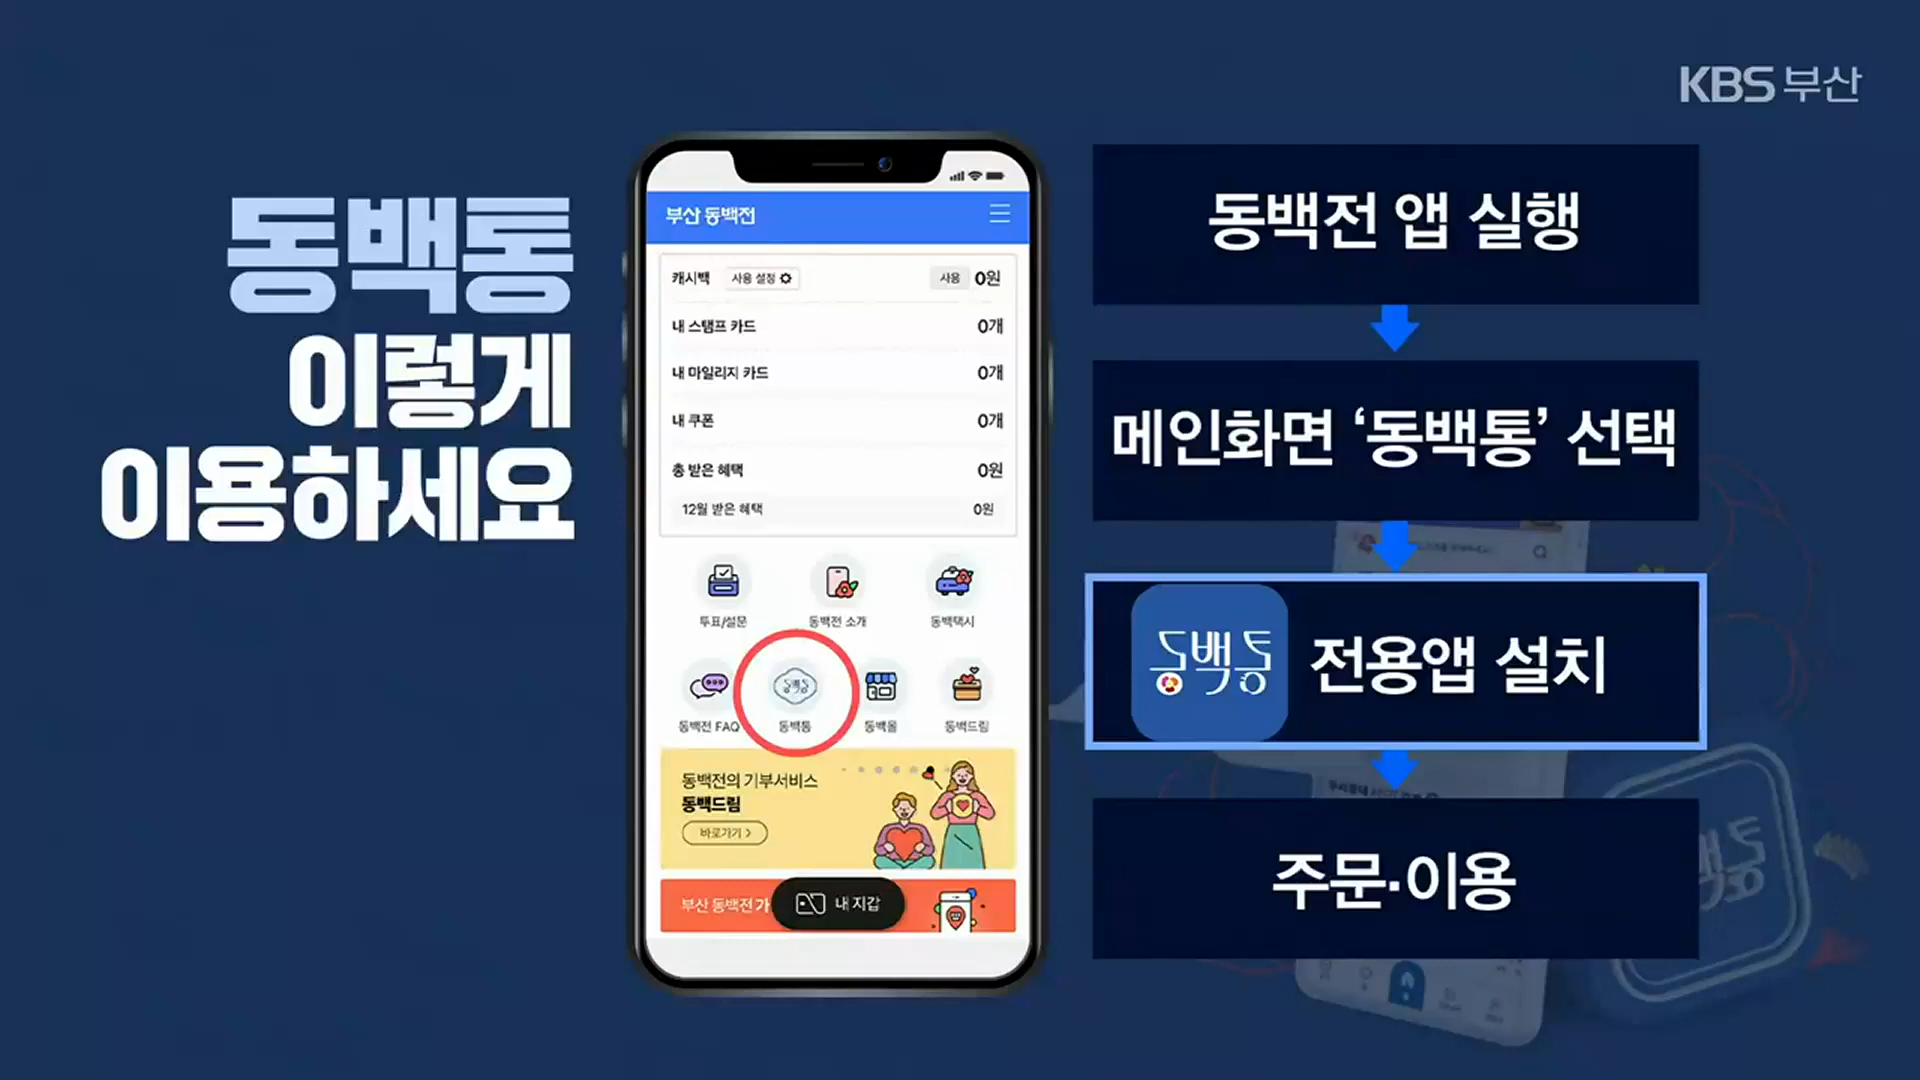 KBS 부산
동백통
이렇게
이용하세요
부산 동백전
캐시백 사용 설정 사용 0원
내 스탬프 카드 0개
내 마일리지 카드 0개
내 쿠폰 0개
총 받은 혜택 0원
12월 받은 혜택 0원
투표/설문 동백전 소개 동백택시
동백통
동백전 FAQ 동백통 동백몰 동백드림
동백전의 기부서비스
동백드림
바로가기 >
부산 동백전 가
내 지갑
동백전 앱 실행
메인화면 ‘동백통’ 선택
동백통 전용앱 설치
주문·이용